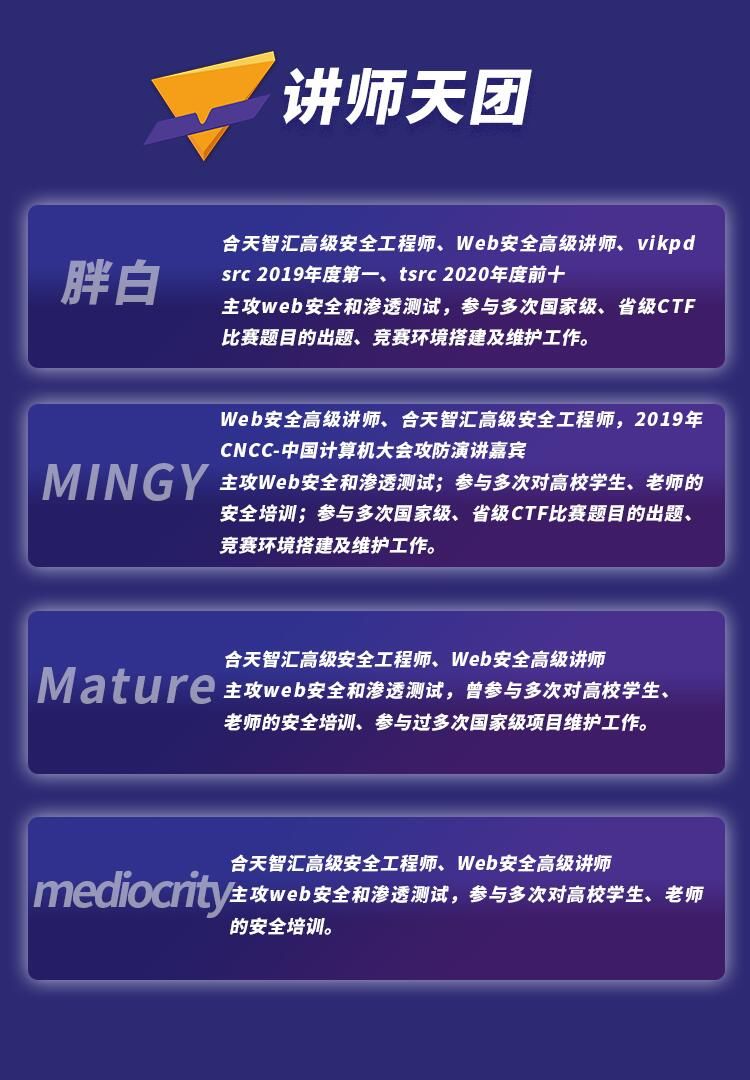 讲师天团
胖白
合天智汇高级安全工程师、Web安全高级讲师、vikpd
src 2019年度第一、tsrc 2020年度前十
主攻web安全和渗透测试，参与多次国家级、省级CTF
比赛题目的出题、竞赛环境搭建及维护工作。
MINGY
Web安全高级讲师、合天智汇高级安全工程师，2019年
CNCC-中国计算机大会攻防演讲嘉宾
主攻Web安全和渗透测试；参与多次对高校学生、老师的
安全培训；参与多次国家级、省级CTF比赛题目的出题、
竞赛环境搭建及维护工作。
Mature
合天智汇高级安全工程师、Web安全高级讲师
主攻web安全和渗透测试，曾参与多次对高校学生、
老师的安全培训、参与过多次国家级项目维护工作。
mediocrity
合天智汇高级安全工程师、Web安全高级讲师
主攻web安全和渗透测试，参与多次对高校学生、老师
的安全培训。